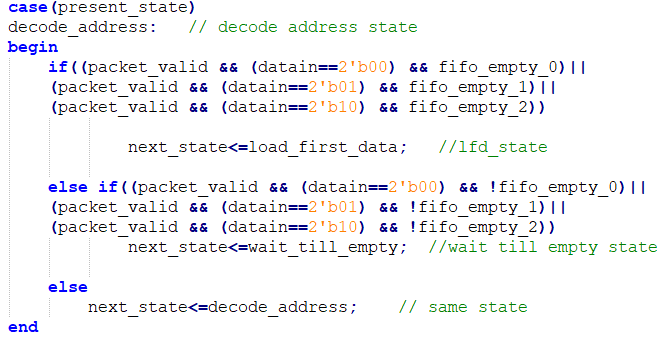 case(present_state)
decode_address:   // decode address state
begin
if((packet_valid && (datain==2'b00) && fifo_empty_0)||
(packet_valid && (datain==2'b01) && fifo_empty_1)||
(packet_valid && (datain==2'b10) && fifo_empty_2))
next_state<=load_first_data;   //lfd_state
else if((packet_valid && (datain==2'b00) && !fifo_empty_0)||
(packet_valid && (datain==2'b01) && !fifo_empty_1)||
(packet_valid && (datain==2'b10) && !fifo_empty_2))
next_state<=wait_till_empty;  //wait till empty state
else
next_state<=decode_address;    // same state
end